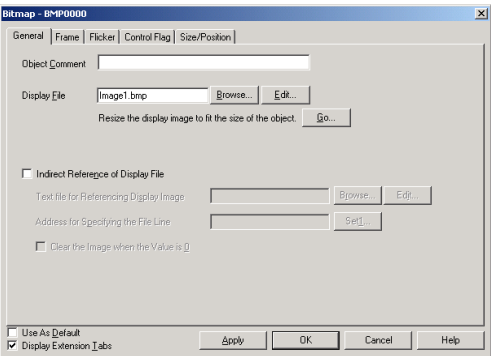 Bitmap - BMP0000
General Frame Flicker Control Flag Size/Position
Object Comment
Display File Image1.bmp Browse... Edit...
Resize the display image to fit the size of the object. Go...
Indirect Reference of Display File
Text file for Referencing Display Image Browse... Edit...
Address for Specifying the File Line Set1...
Clear the Image when the Value is 0
Use As Default
Display Extension Tabs
Apply OK Cancel Help